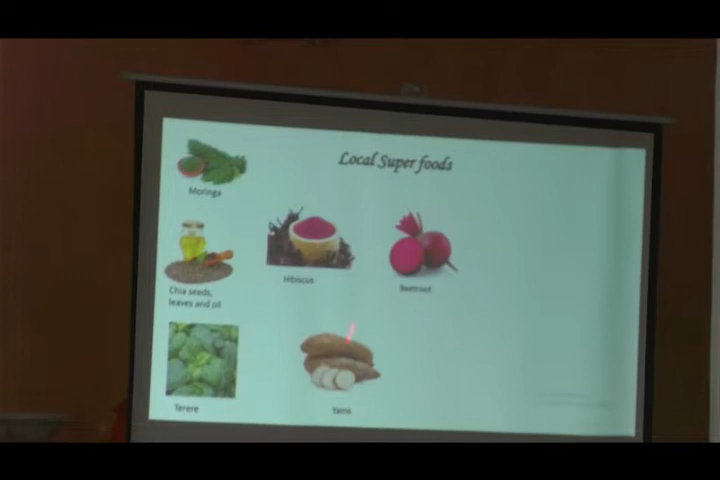 Local Super foods
Moringa
Chia seeds,
leaves and oil
Hibiscus
Beetroot
Terere
Yams